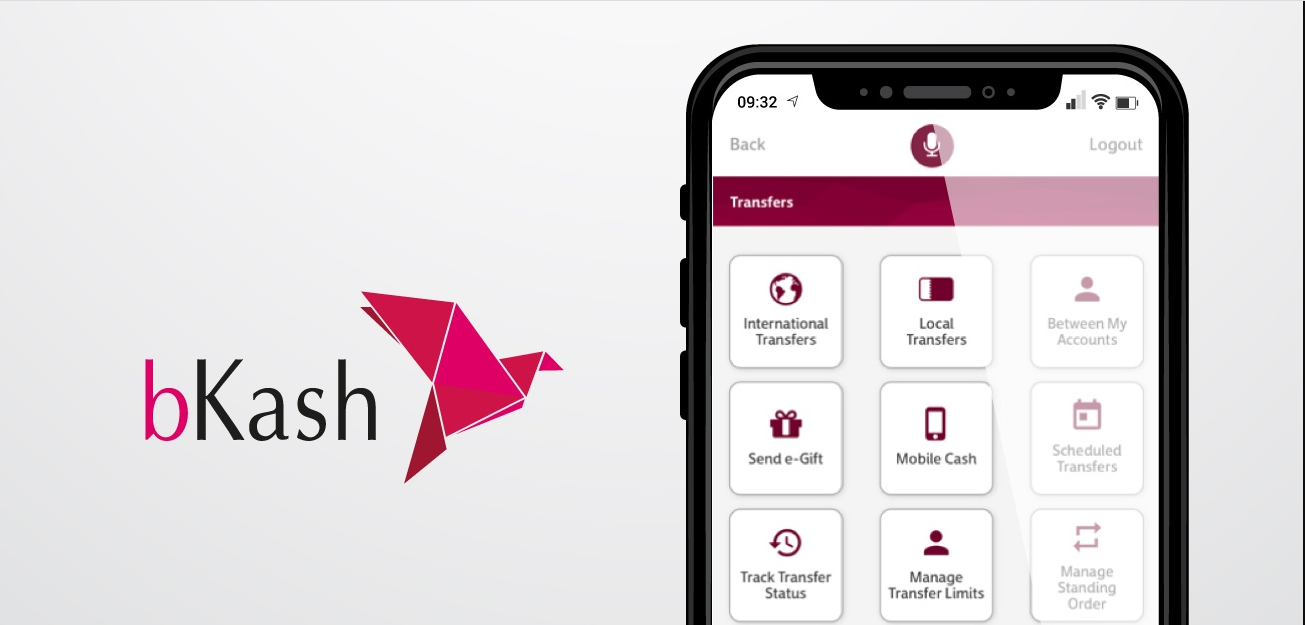 bKash
09:32
Back
Logout
Transfers
International
Transfers
Local
Transfers
Between My
Accounts
Send e-Gift
Mobile Cash
Scheduled
Transfers
Track Transfer
Status
Manage
Transfer Limits
Manage
Standing
Order